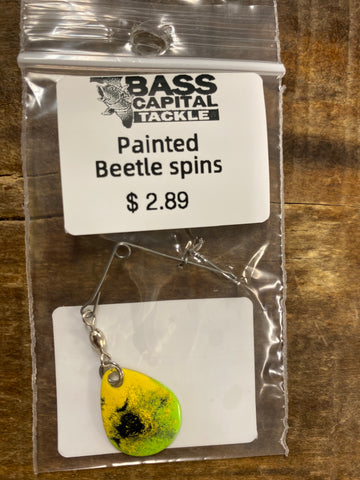 BASS
CAPITAL
TACKLE
Painted
Beetle spins
$ 2.89